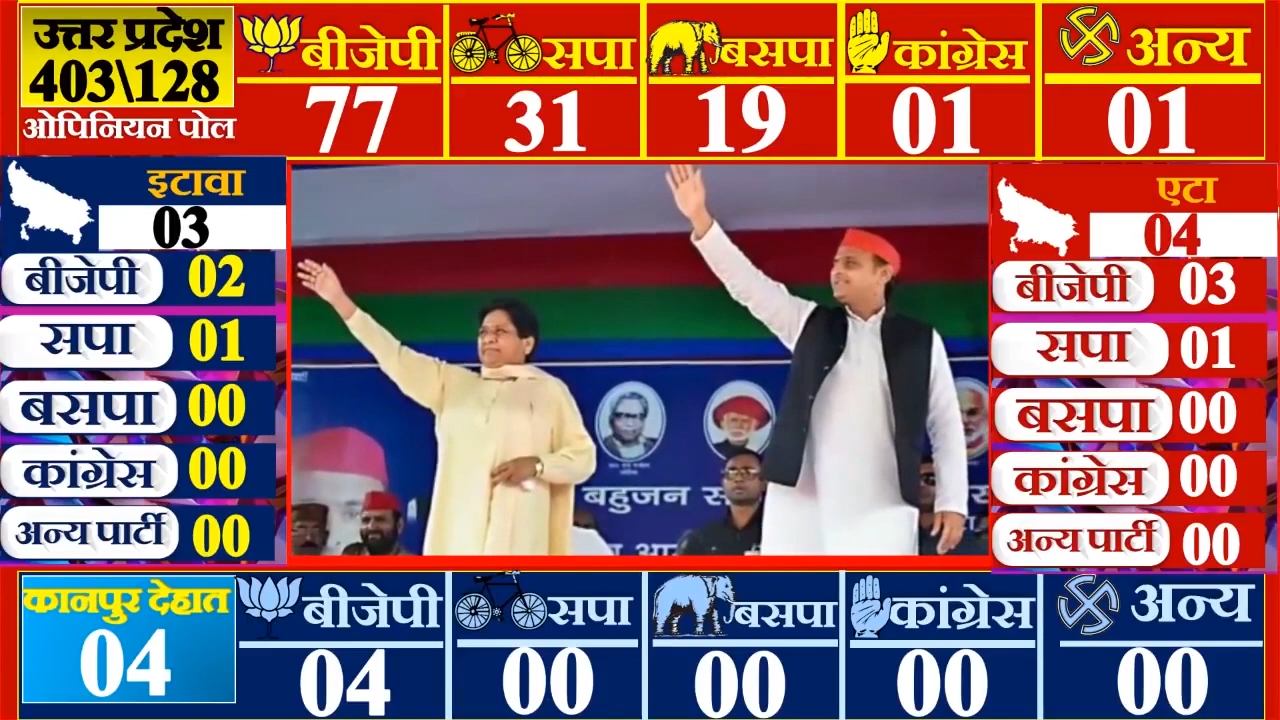 उत्तर प्रदेश
403\128
ओपिनियन पोल
बीजेपी
77
सपा
31
बसपा
19
कांग्रेस
01
अन्य
01
इटावा
03
बीजेपी 02
सपा 01
बसपा 00
कांग्रेस 00
अन्य पार्टी 00
बहुजन स
एटा
04
बीजेपी 03
सपा 01
बसपा 00
कांग्रेस 00
अन्य पार्टी 00
कानपुर देहात
04
बीजेपी
04
सपा
00
बसपा
00
कांग्रेस
00
अन्य
00